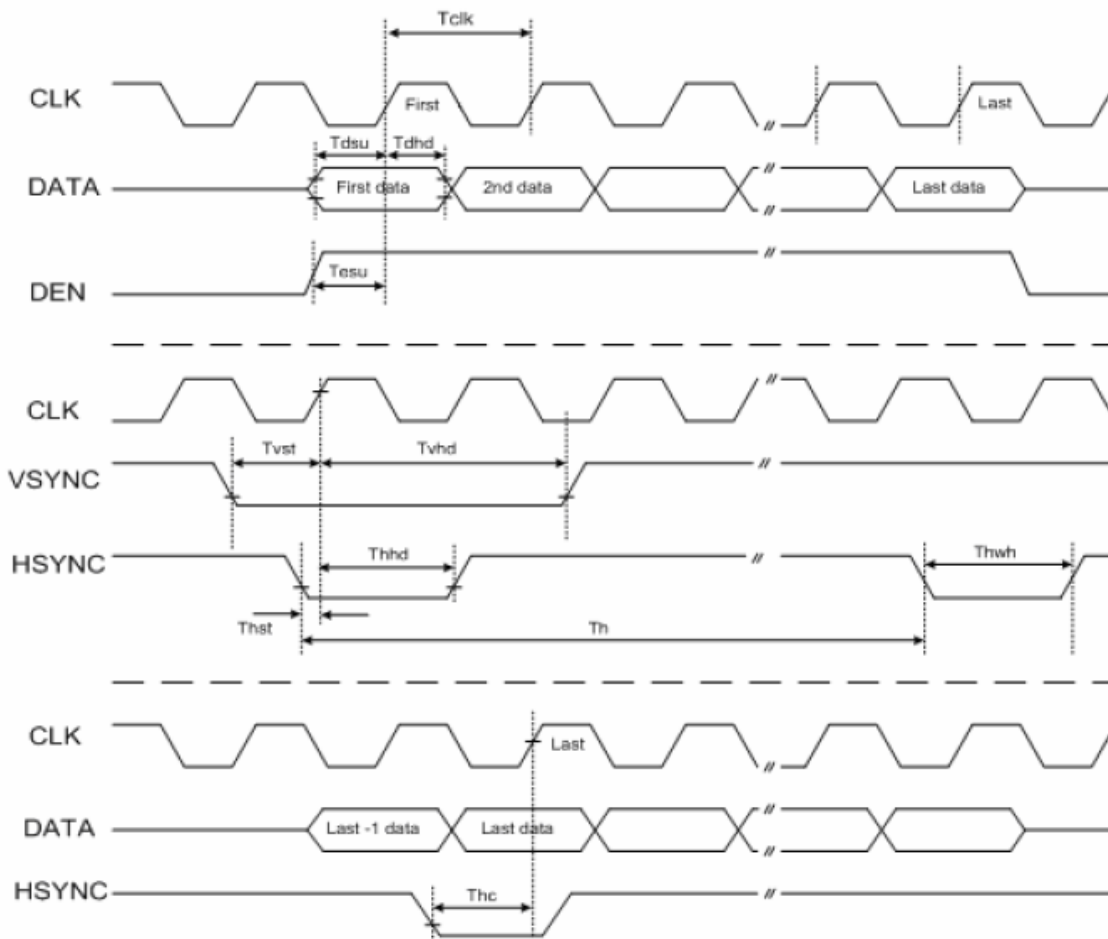 Tclk
CLK
First
Last
Tdsu
Tdhd
DATA
First data
2nd data
Last data
Tesu
DEN
CLK
Tvst
Tvhd
VSYNC
HSYNC
Thhd
Thwh
Thst
Th
CLK
Last
DATA
Last -1 data
Last data
HSYNC
Thc